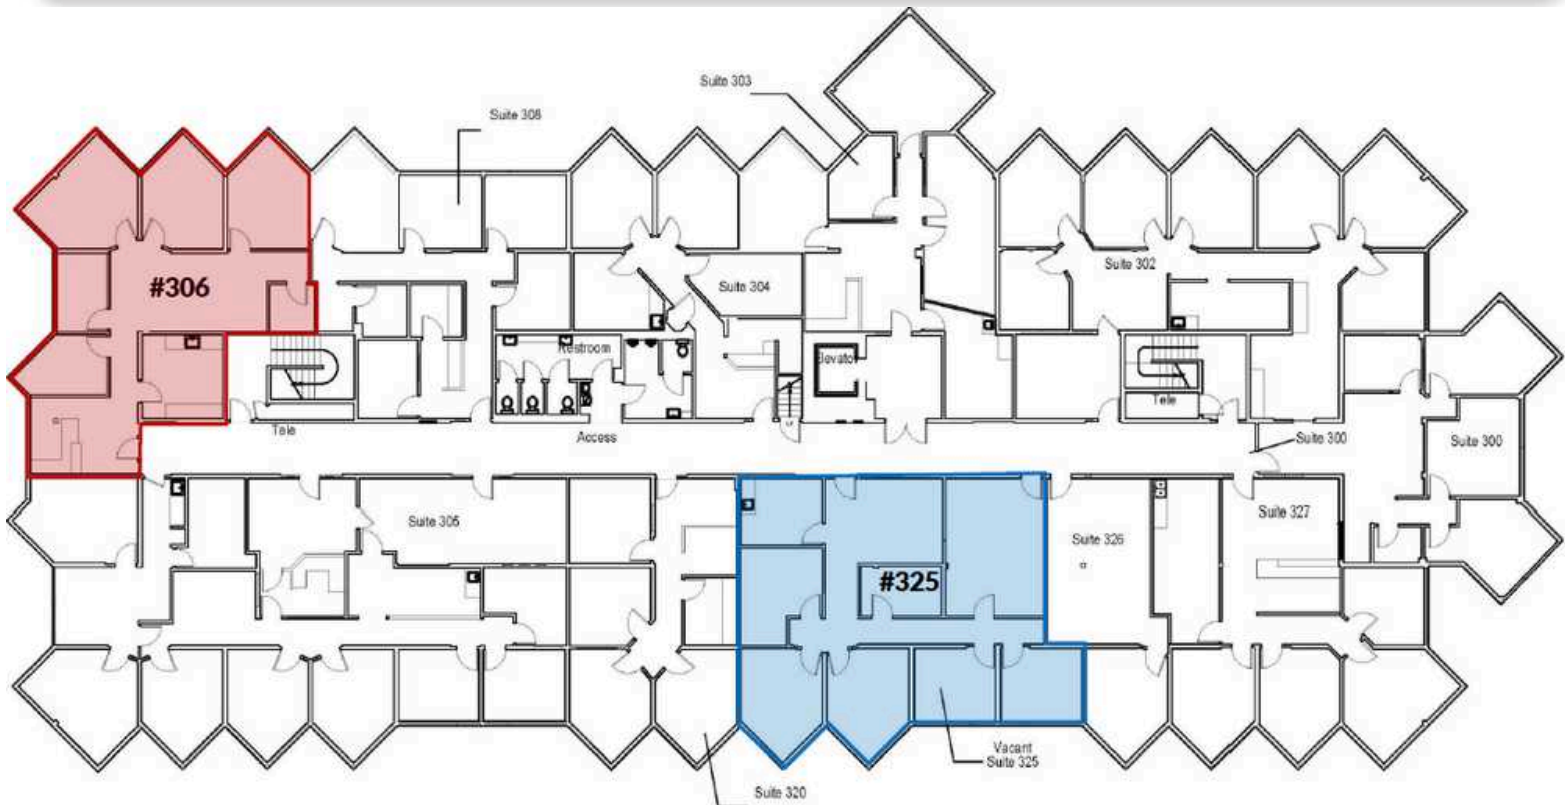 Suite 303
Suite 308
Suite 302
#306
Suite 304
Restroom
Elevator
Tele
Tele
Access
Suite 300
Suite 300
Suite 305
Suite 327
Suite 326
#325
Vacant
Suite 325
Suite 320